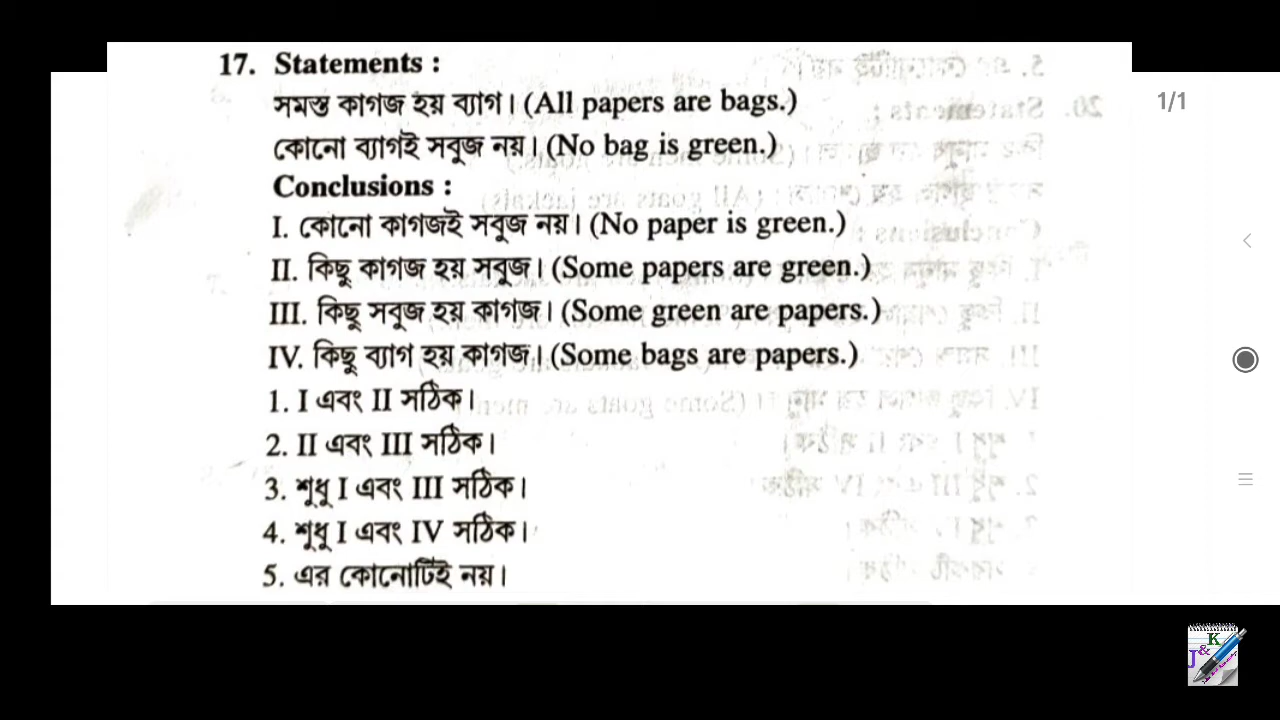 17. Statements :
সমস্ত কাগজ হয় ব্যাগ। (All papers are bags.)
কোনো ব্যাগই সবুজ নয়। (No bag is green.)
Conclusions :
I. কোনো কাগজই সবুজ নয়। (No paper is green.)
II. কিছু কাগজ হয় সবুজ। (Some papers are green.)
III. কিছু সবুজ হয় কাগজ। (Some green are papers.)
IV. কিছু ব্যাগ হয় কাগজ। (Some bags are papers.)
1. I এবং II সঠিক।
2. II এবং III সঠিক।
3. শুধু I এবং III সঠিক।
4. শুধু I এবং IV সঠিক।
5. এর কোনোটিই নয়।
1/1
J&K